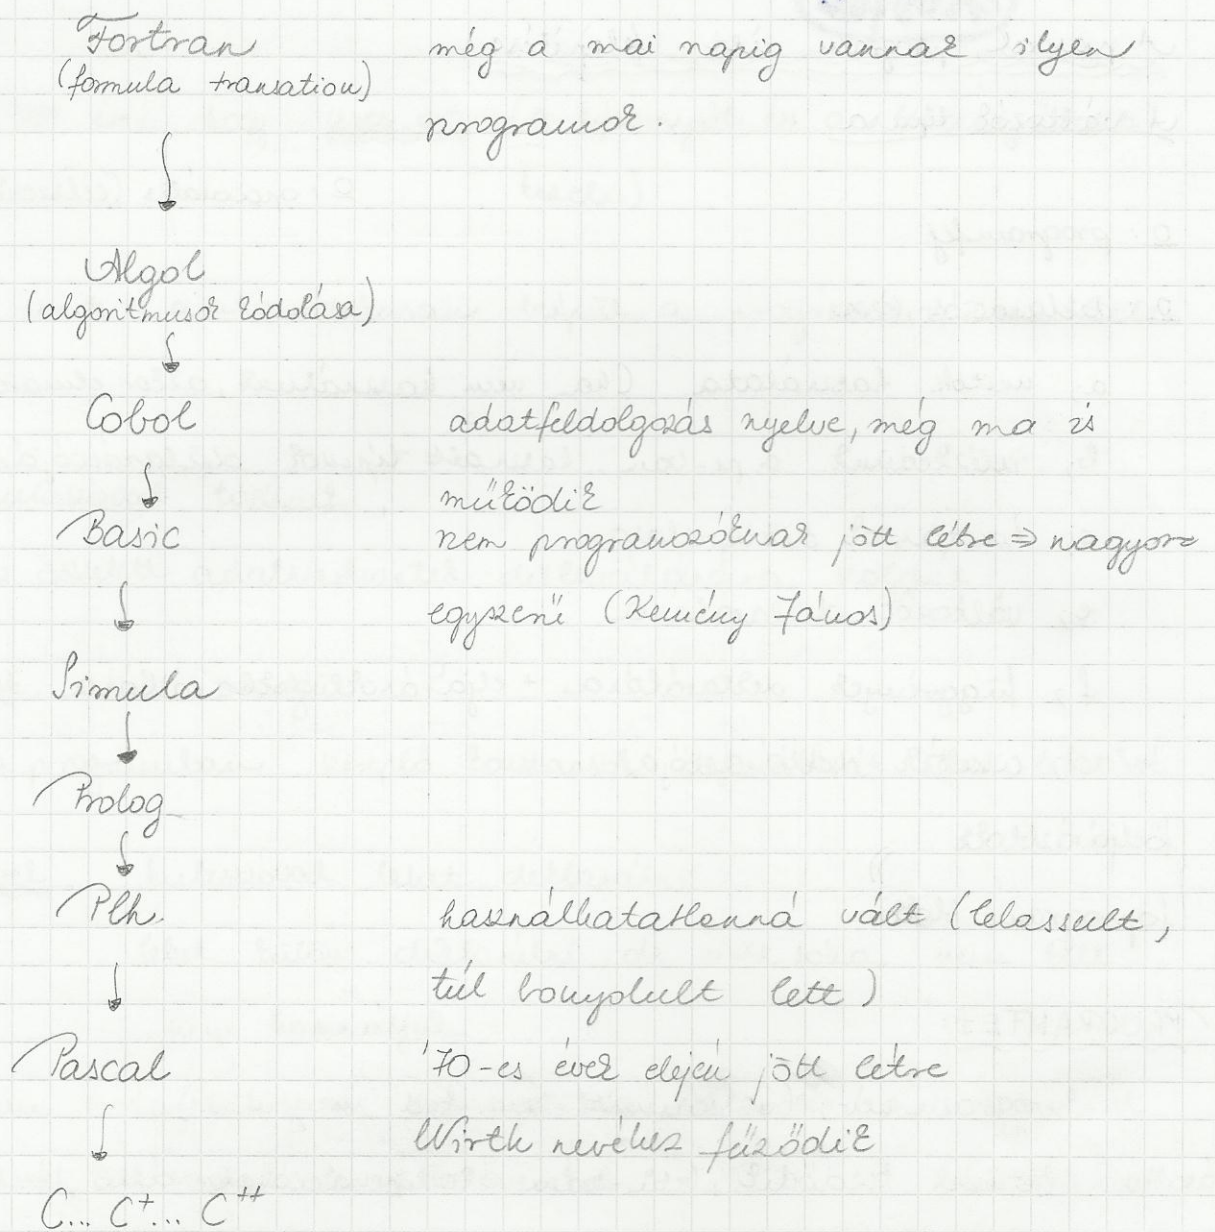 Fortran még a mai napig vannak ilyen
(formula transation)
programok.
Algol
(algoritmusok kódolása)
Cobol adatfeldolgozás nyelve, még ma is
működik
Basic nem programozóknak jött létre ⇒ nagyon
egyszerű (Kemény János)
Simula
Prolog
használhatatlanná vált (lelassult,
túl bonyolult lett)
Pascal '70-es évek elején jött létre
Wirth nevéhez fűződik
C... C+... C++